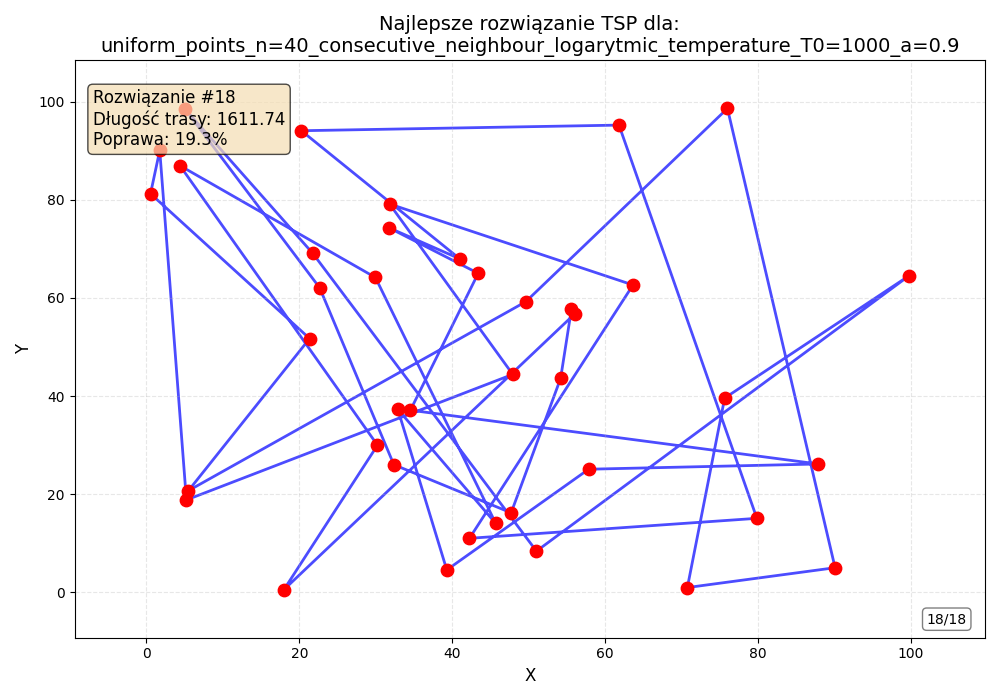 Najlepsze rozwiązanie TSP dla:
uniform_points_n=40_consecutive_neighbour_logarytmic_temperature_T0=1000_a=0.9
Rozwiązanie #18
Długość trasy: 1611.74
Poprawa: 19.3%
100
80
60
40
20
0
Y
0 20 40 60 80 100
X
18/18